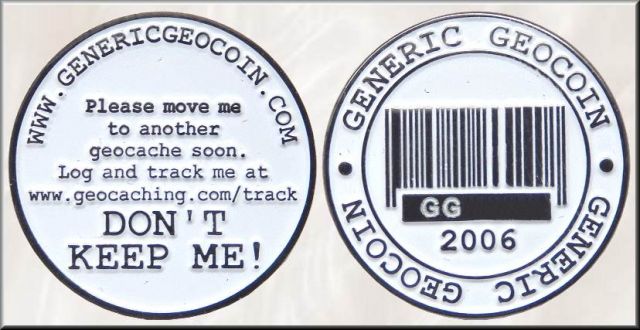 WWW.GENERICGEOCOIN.COM
Please move me
to another
geocache soon.
Log and track me at
www.geocaching.com/track
DON'T
KEEP ME!
GENERIC GEOCOIN
GG
2006
GENERIC GEOCOIN